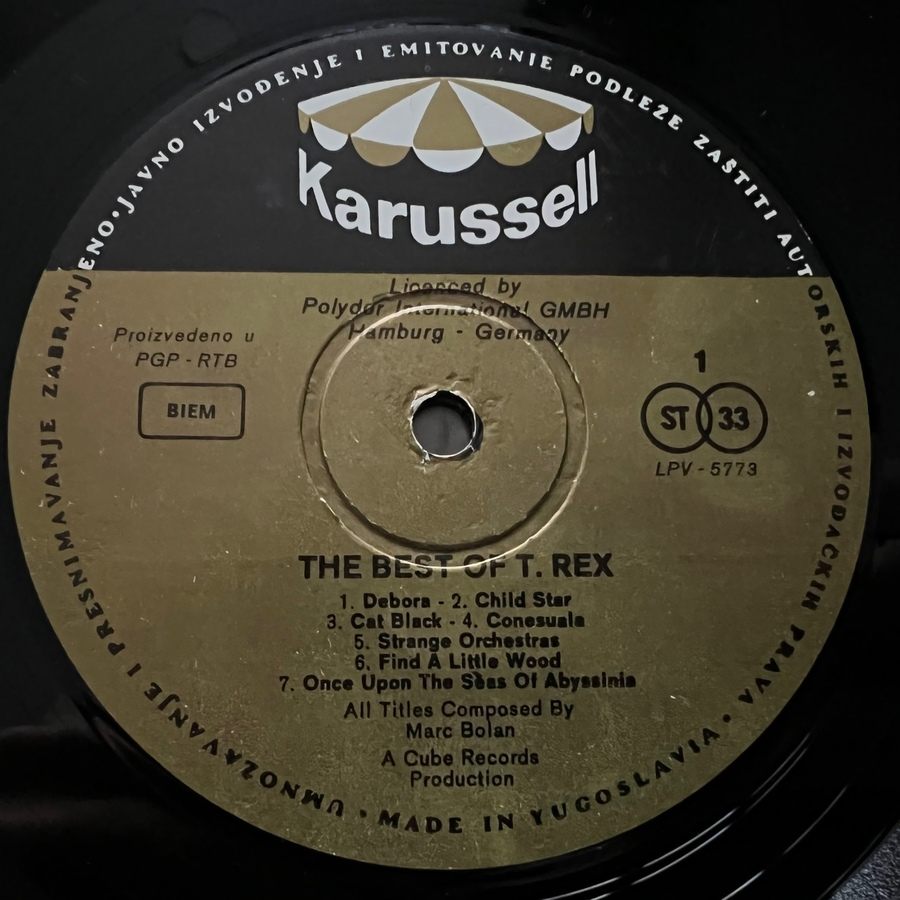 JAVNO IZVOĐENJE I EMITOVANJE PODLEŽE ZAŠTITI AUTORSKIH I IZVOĐAČKIH PRAVA • MADE IN YUGOSLAVIA • UMNOŽAVANJE I PRESNIMAVANJE ZABRANJENO •
Karussell
Licenced by
Polydor International GMBH
Hamburg - Germany
Proizvedeno u
PGP - RTB
BIEM
1
ST 33
LPV - 5773
THE BEST OF T. REX
1. Debora - 2. Child Star
3. Cat Black - 4. Conesuala
5. Strange Orchestras
6. Find A Little Wood
7. Once Upon The Seas Of Abyssinia
All Titles Composed By
Marc Bolan
A Cube Records
Production